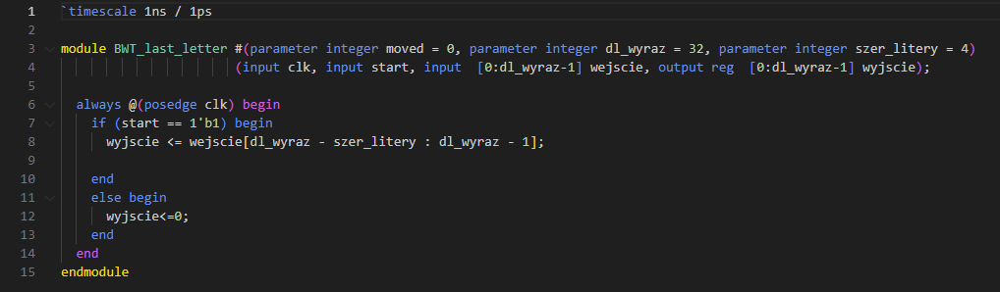 1 `timescale 1ns / 1ps
2
3 module BWT_last_letter #(parameter integer moved = 0, parameter integer dl_wyraz = 32, parameter integer szer_litery = 4)
4 (input clk, input start, input  [0:dl_wyraz-1] wejscie, output reg  [0:dl_wyraz-1] wyjscie);
5
6 always @(posedge clk) begin
7 if (start == 1'b1) begin
8 wyjscie <= wejscie[dl_wyraz - szer_litery : dl_wyraz - 1];
9
10 end
11 else begin
12 wyjscie<=0;
13 end
14 end
15 endmodule